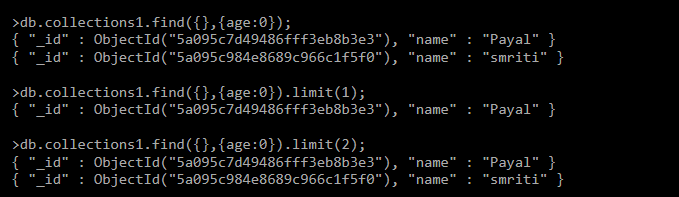 >db.collections1.find({},{age:0});
{ "_id" : ObjectId("5a095c7d49486fff3eb8b3e3"), "name" : "Payal" }
{ "_id" : ObjectId("5a095c984e8689c966c1f5f0"), "name" : "smriti" }
>db.collections1.find({},{age:0}).limit(1);
{ "_id" : ObjectId("5a095c7d49486fff3eb8b3e3"), "name" : "Payal" }
>db.collections1.find({},{age:0}).limit(2);
{ "_id" : ObjectId("5a095c7d49486fff3eb8b3e3"), "name" : "Payal" }
{ "_id" : ObjectId("5a095c984e8689c966c1f5f0"), "name" : "smriti" }